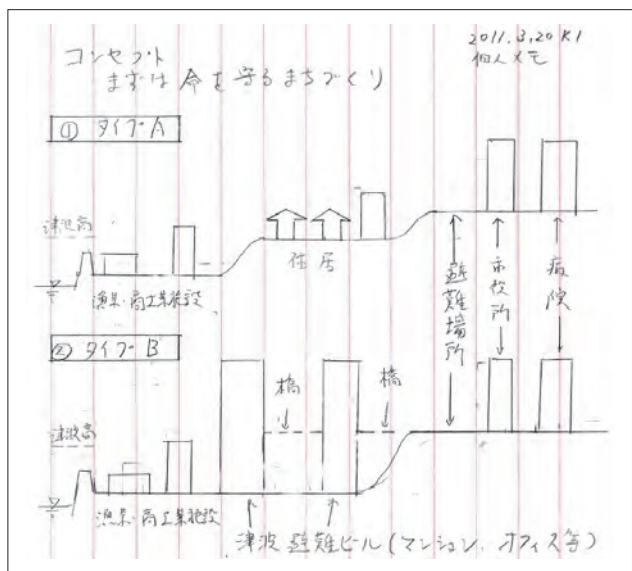 2011.3.20 KI
個人メモ
コンセプト
まずは命を守るまちづくり
① タイプA
津波高
漁業・商工業施設
住居
避難場所
市役所
病院
② タイプB
橋
橋
津波高
漁業・商工業施設
津波避難ビル(マンション、オフィス等)